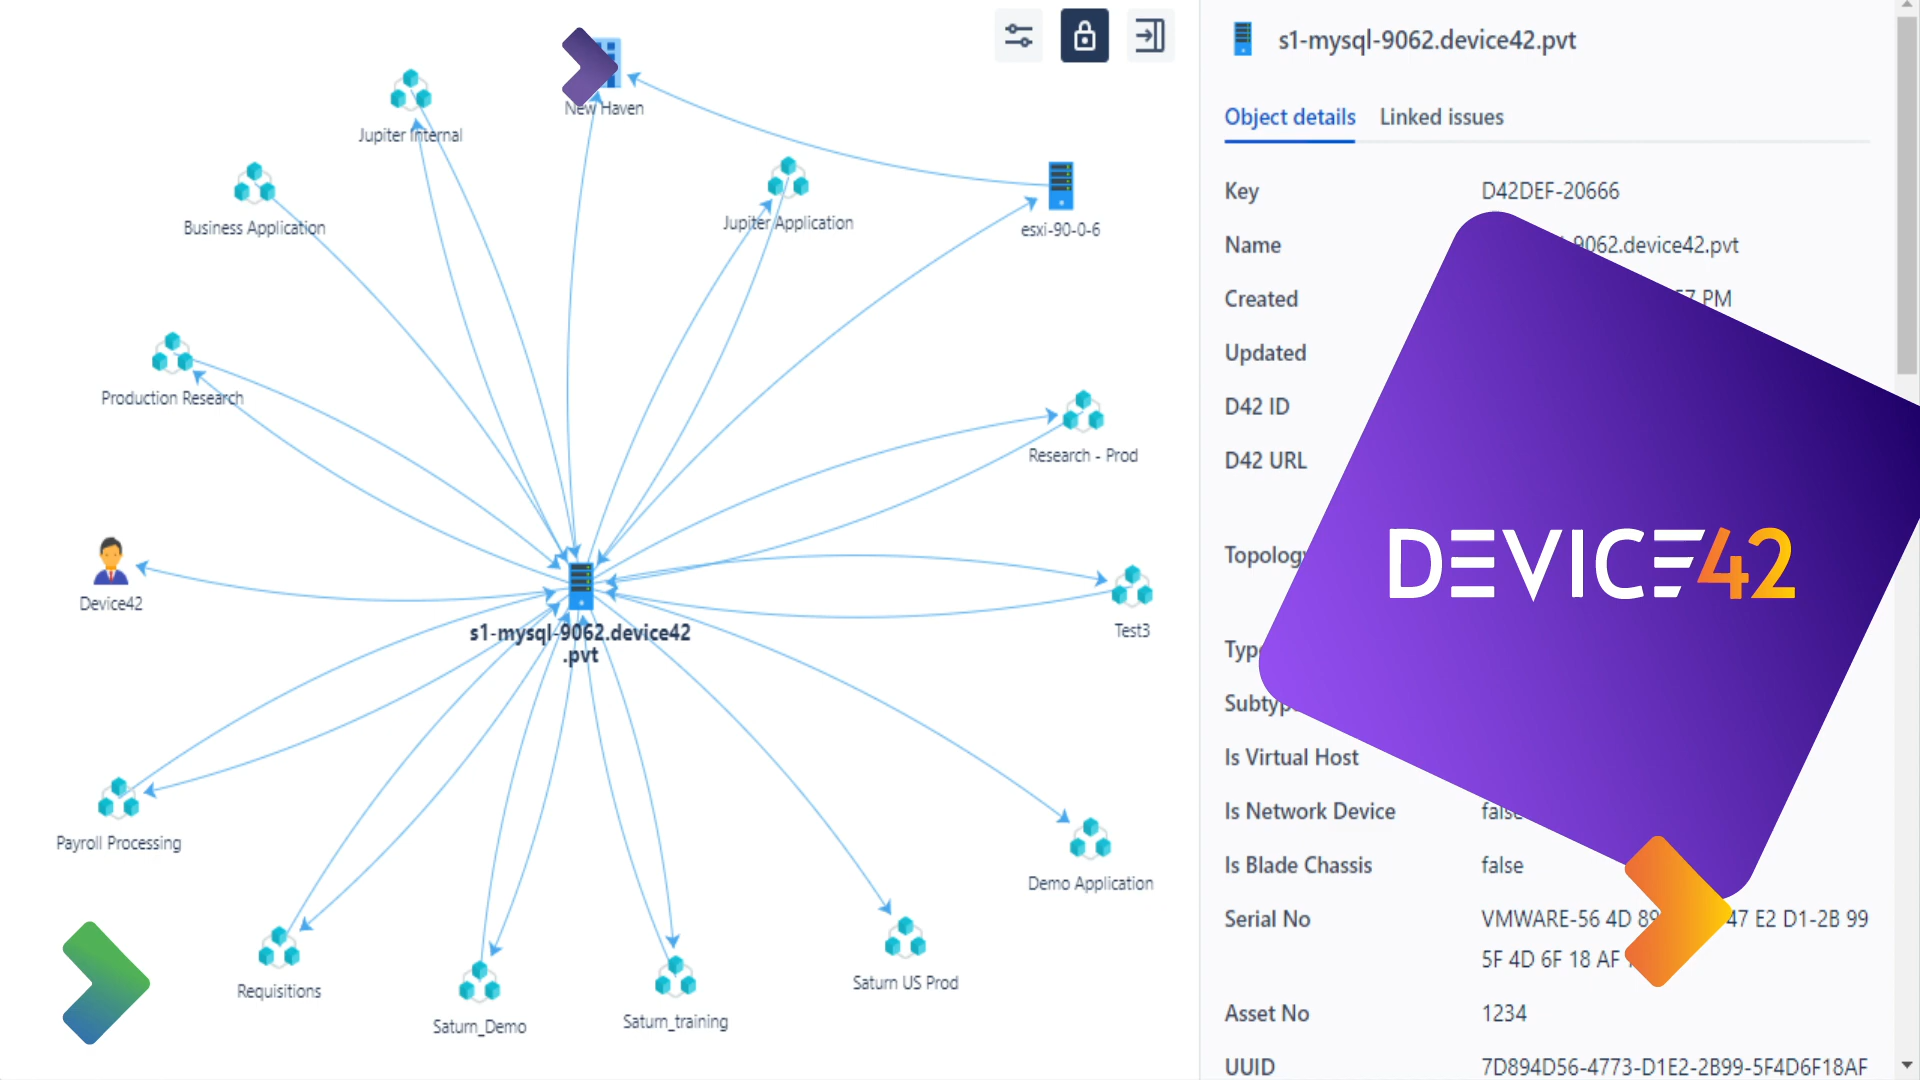 New Haven
Jupiter Internal
Business Application
Jupiter Application
esxi-90-0-6
Production Research
Research - Prod
Device42
s1-mysql-9062.device42
.pvt
Test3
Payroll Processing
Demo Application
Requisitions
Saturn_Demo
Saturn_training
Saturn US Prod
s1-mysql-9062.device42.pvt
Object details Linked issues
Key D42DEF-20666
Name 9062.device42.pvt
Created PM
Updated
D42 ID
D42 URL
DEVICE42
Is Virtual Host
Is Network Device
Is Blade Chassis false
Serial No VMWARE-56 4D 47 E2 D1-2B 99
5F 4D 6F 18 AF
Asset No 1234
UUID 7D894D56-4773-D1E2-2B99-5F4D6F18AF